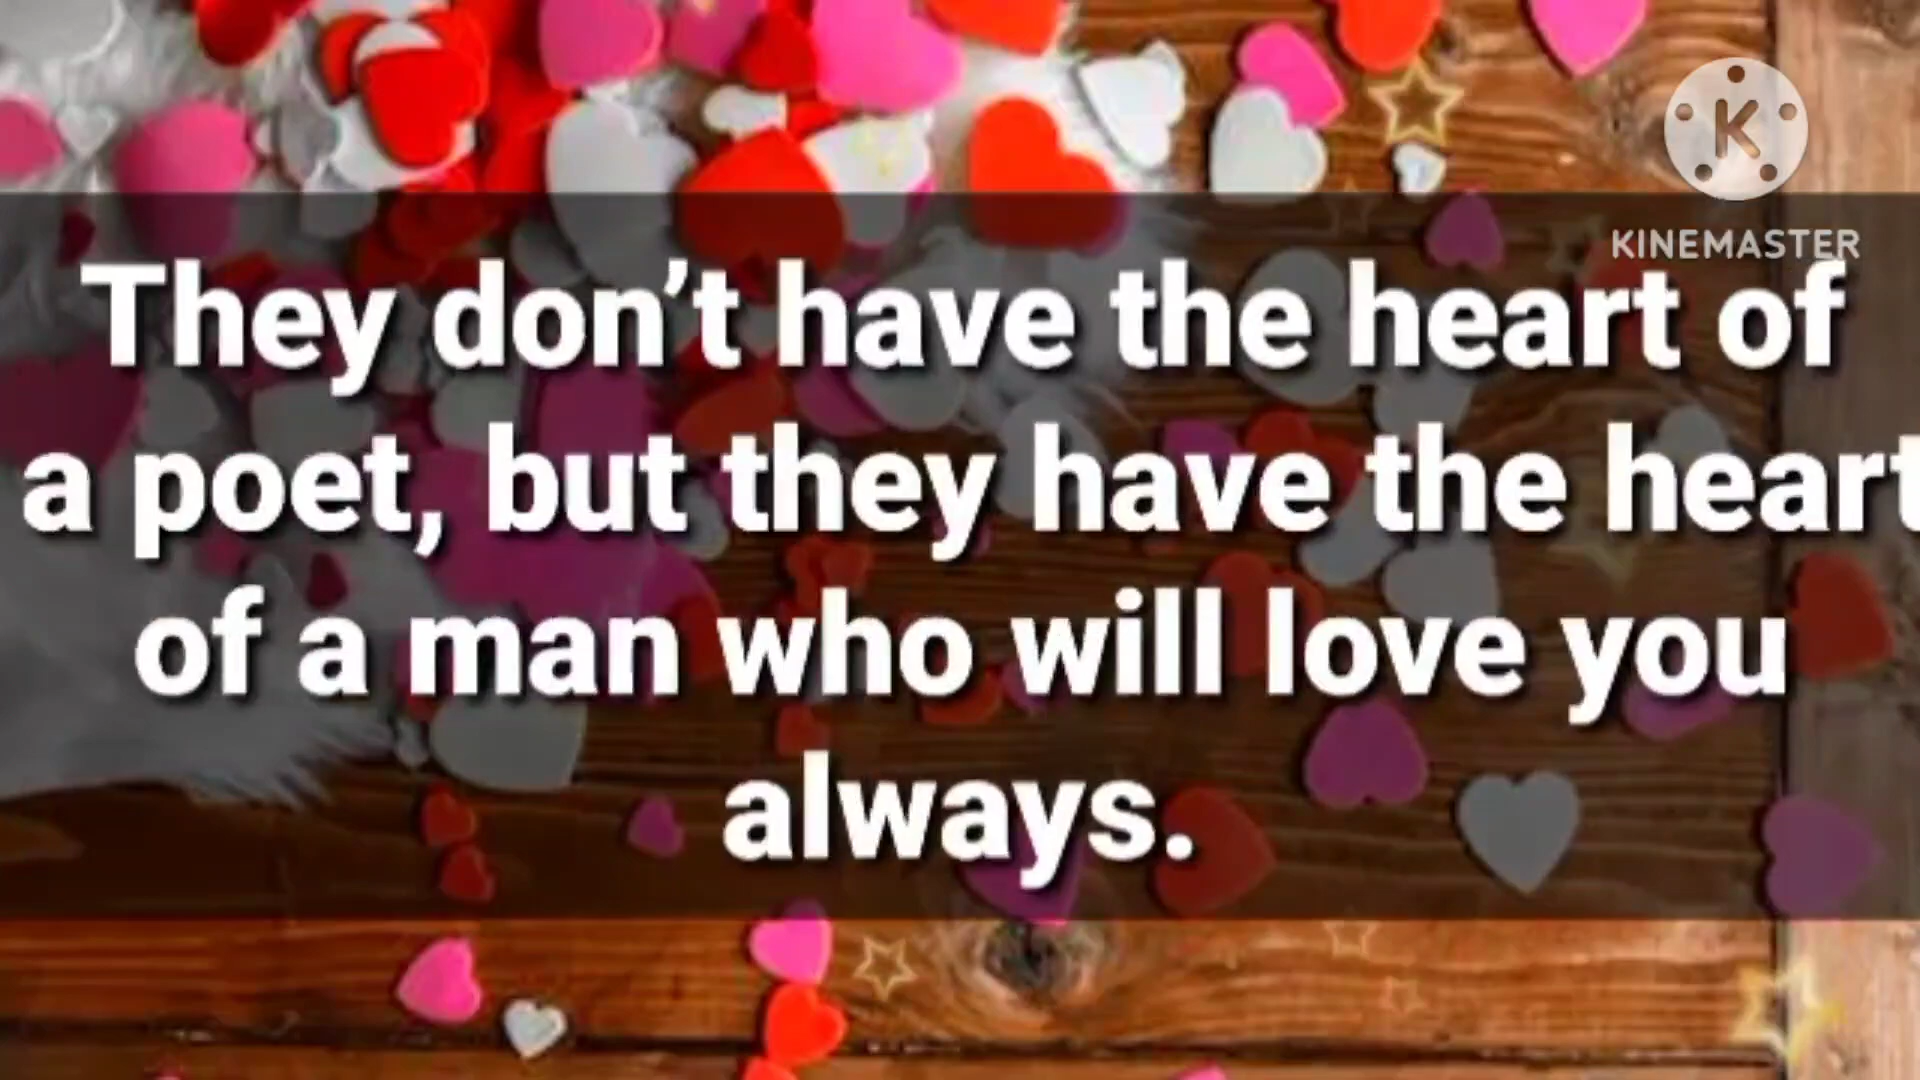 K
KINEMASTER
They don’t have the heart of
a poet, but they have the heart
of a man who will love you
always.